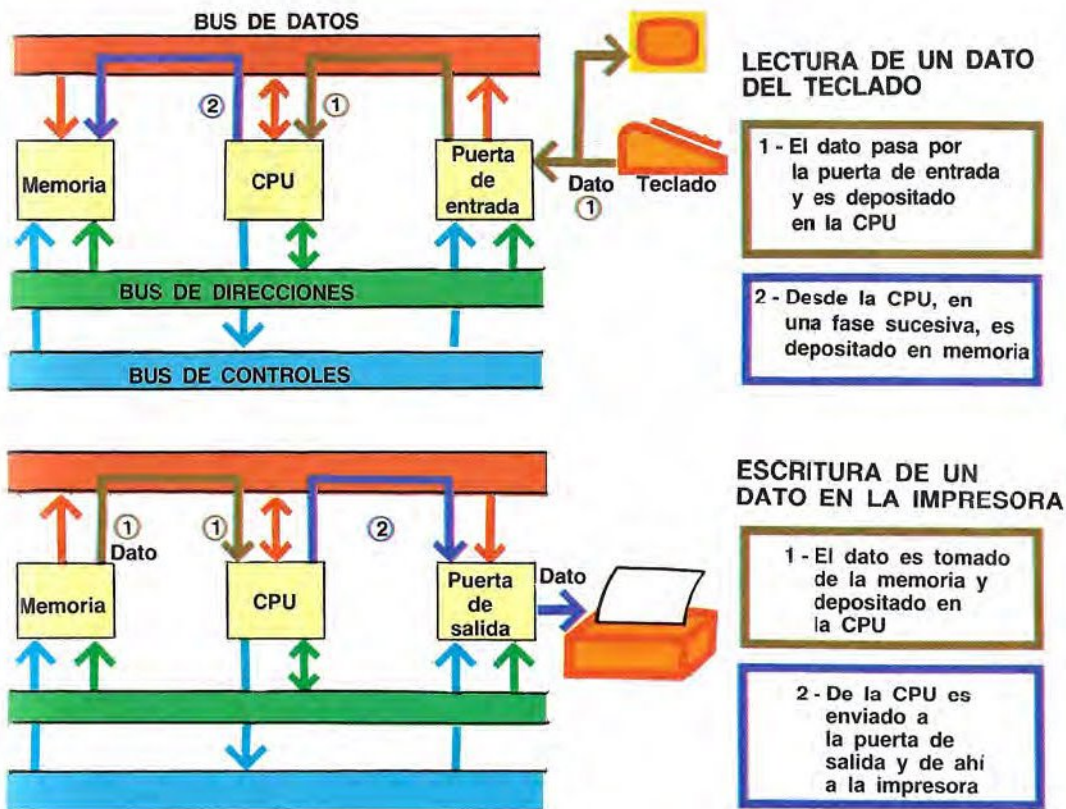 BUS DE DATOS
②
①
Memoria
CPU
Puerta
de
entrada
Dato
①
Teclado
BUS DE DIRECCIONES
BUS DE CONTROLES
LECTURA DE UN DATO
DEL TECLADO
1 - El dato pasa por
la puerta de entrada
y es depositado
en la CPU
2 - Desde la CPU, en
una fase sucesiva, es
depositado en memoria
①
Dato
①
②
Memoria
CPU
Puerta
de
salida
Dato
ESCRITURA DE UN
DATO EN LA IMPRESORA
1 - El dato es tomado
de la memoria y
depositado en
la CPU
2 - De la CPU es
enviado a
la puerta de
salida y de ahí
a la impresora